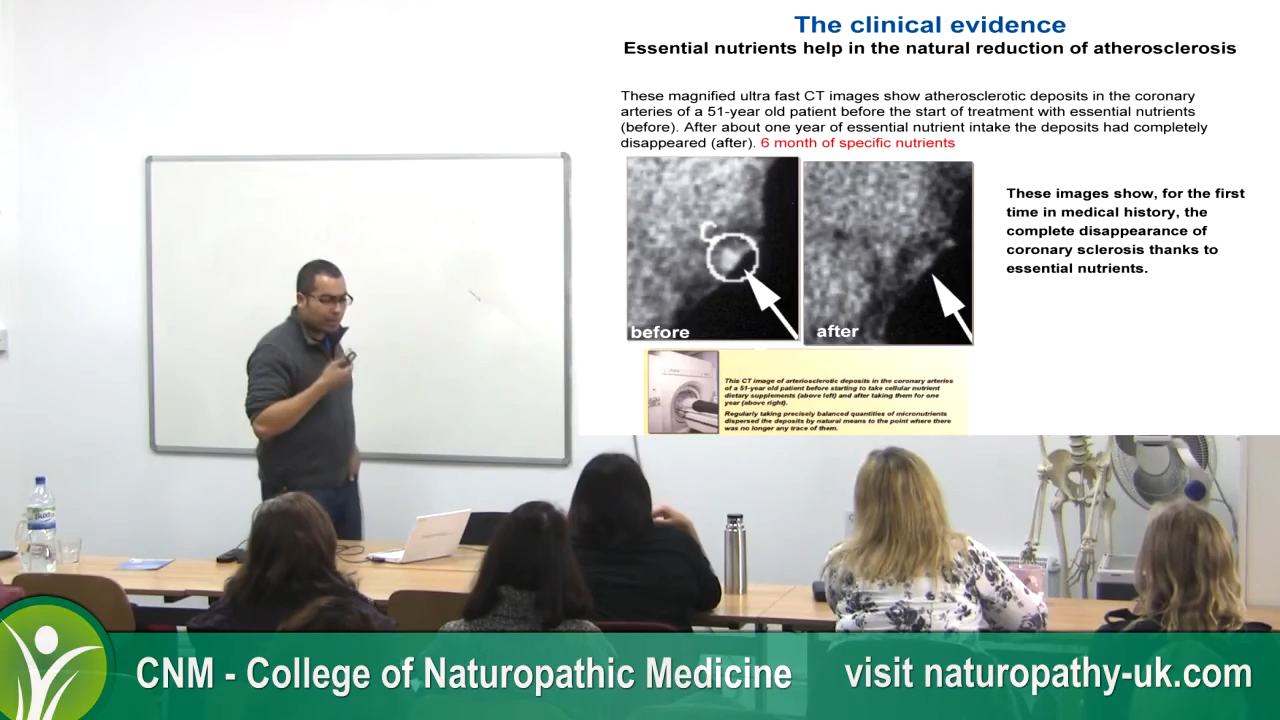 The clinical evidence
Essential nutrients help in the natural reduction of atherosclerosis
These magnified ultra fast CT images show atherosclerotic deposits in the coronary
arteries of a 51-year old patient before the start of treatment with essential nutrients
(before). After about one year of essential nutrient intake the deposits had completely
disappeared (after). 6 month of specific nutrients
These images show, for the first
time in medical history, the
complete disappearance of
coronary sclerosis thanks to
essential nutrients.
before
after
This CT image of arteriosclerotic deposits in the coronary arteries
of a 51-year old patient before starting to take cellular nutrient
dietary supplements (above left) and after taking them for one
year (above right).
Regularly taking precisely balanced quantities of micronutrients
dispersed the deposits by natural means to the point where there
was no longer any trace of them.
CNM - College of Naturopathic Medicine
visit naturopathy-uk.com